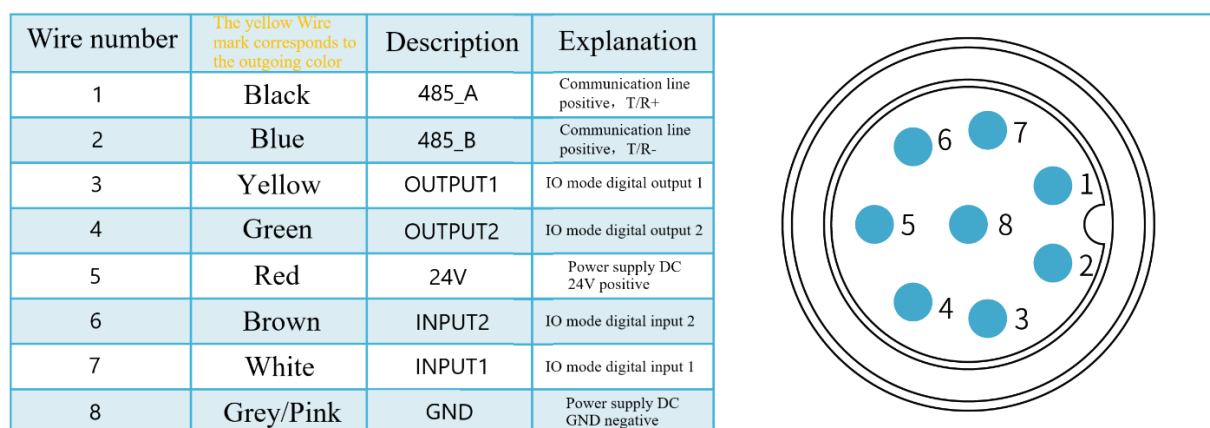 Wire number
The yellow Wire
mark corresponds to
the outgoing color
Description
Explanation
1
Black
485_A
Communication line
positive，T/R+
2
Blue
485_B
Communication line
positive，T/R-
3
Yellow
OUTPUT1
IO mode digital output 1
4
Green
OUTPUT2
IO mode digital output 2
5
Red
24V
Power supply DC
24V positive
6
Brown
INPUT2
IO mode digital input 2
7
White
INPUT1
IO mode digital input 1
8
Grey/Pink
GND
Power supply DC
GND negative
6
7
1
5
8
2
4
3